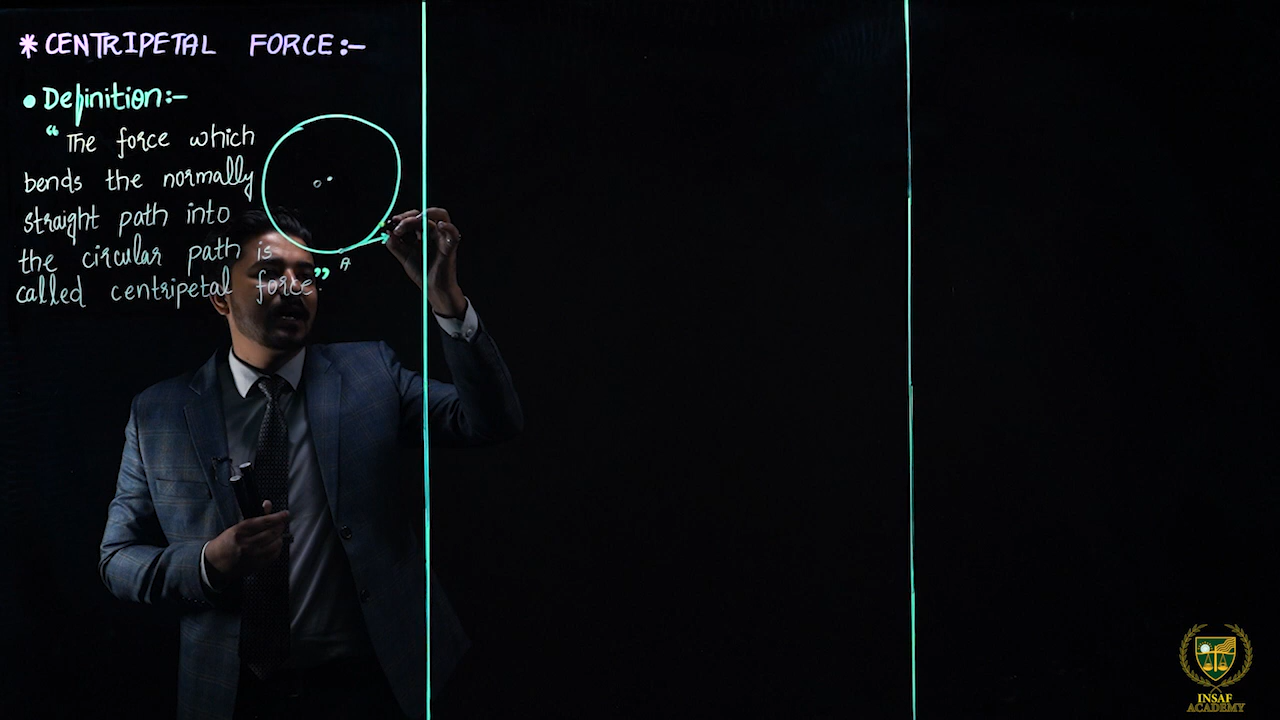 * CENTRIPETAL FORCE:-
• Definition:-
“ The force which
bends the normally
straight path into
the circular path is
called centripetal force”
A
INSAF
ACADEMY